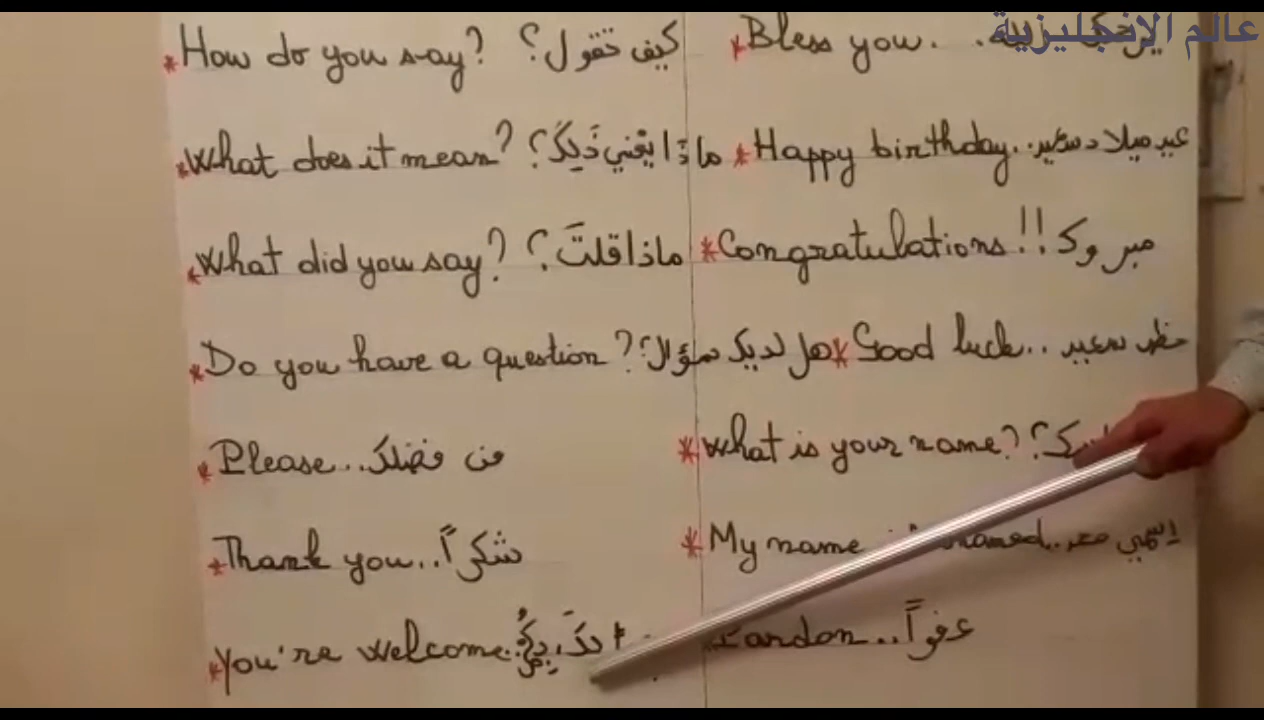 عالم الإنجليزية
*How do you say? كيف تقول؟
*What does it mean? ماذا يعني ذَلِكَ؟
*What did you say? ماذا قلتَ؟
*Do you have a question? هل لديك سؤال؟
*Please.. من فضلك
*Thank you.. شكراً
*You're welcome.
*Bless you..
*Happy birthday.. عيد ميلاد سعيد
*Congratulations!! مبروك
*Good luck.. حظ سعيد
*What is your name?
*My name إسمي
Pardon.. عفواً